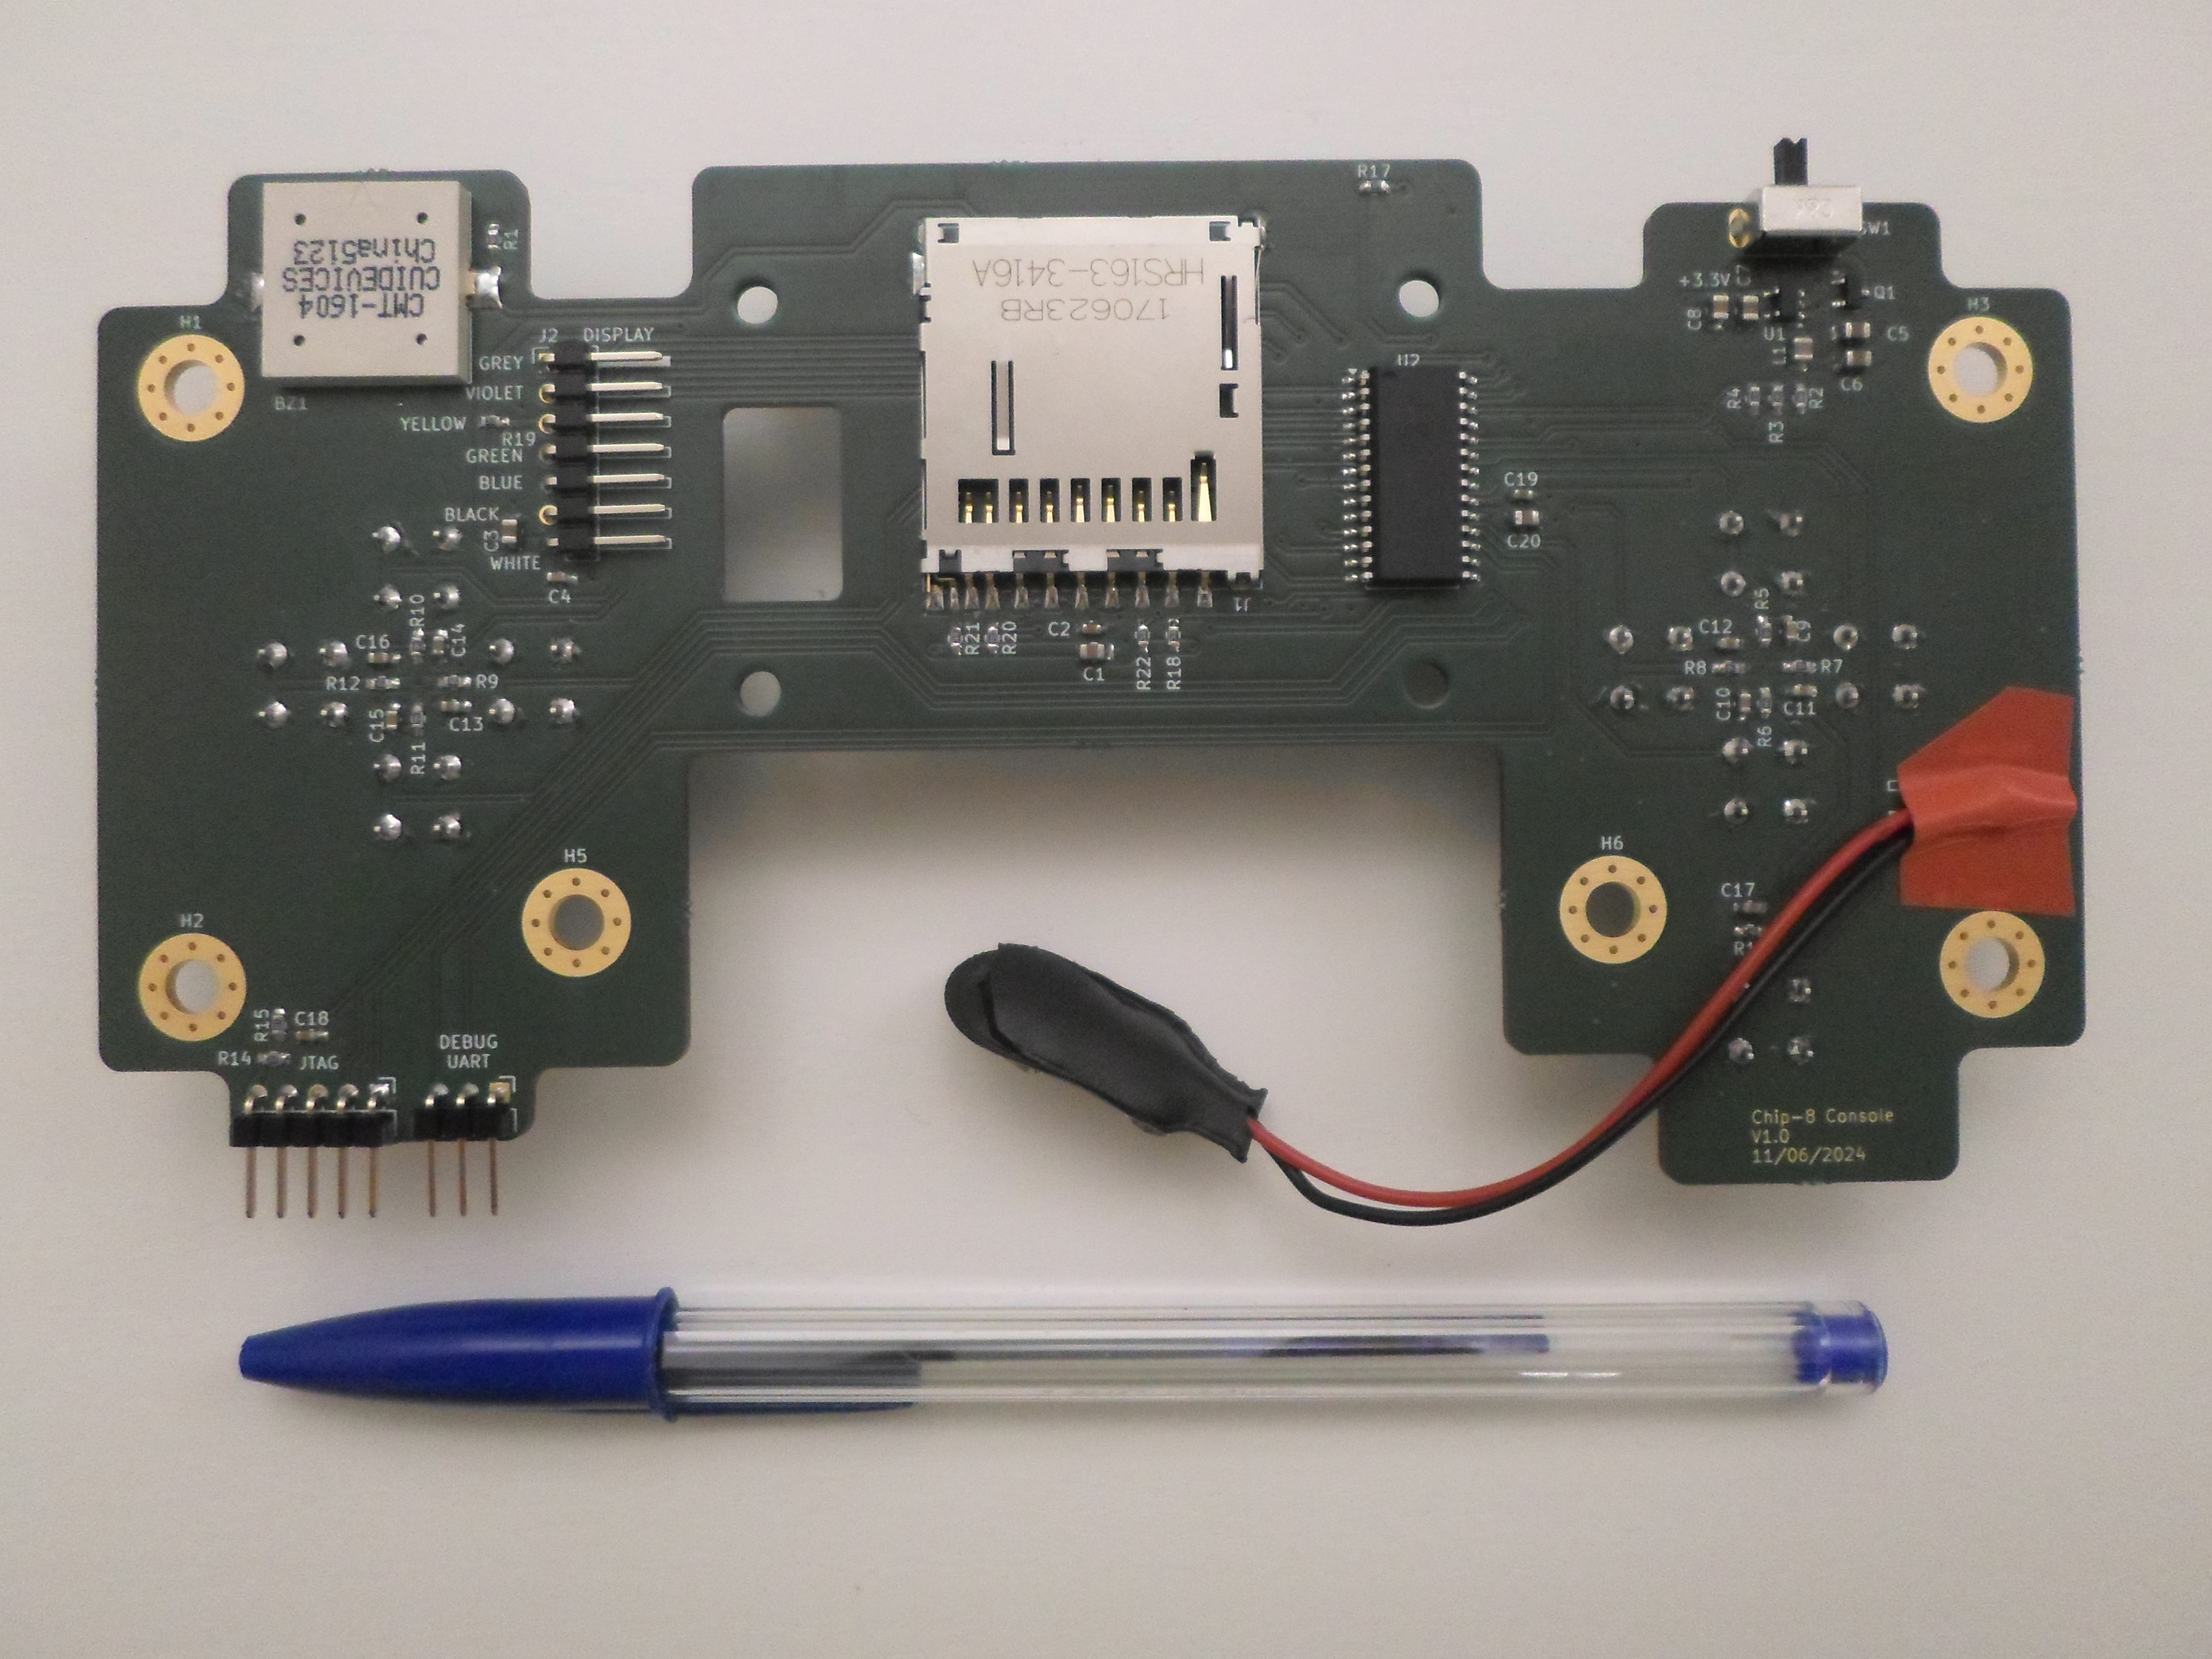 R17
CMT-1604
CUIDEVICES
China5123
R1
SW1
HRS163-3416A
170623RB
+3.3V
Q1
C8
U1
C5
L1
C6
H1
H3
J2 DISPLAY
GREY
VIOLET
YELLOW
R19
GREEN
BLUE
BLACK
C3
WHITE
C4
BZ1
U2
R4
R3
R2
C19
C20
J1
R21
R20
C2
C1
R22
R18
R10
C16
C14
R12
R9
C15
C13
R11
R5
C12
C9
R8
R7
C10
C11
R6
H5
H6
H2
C17
R15
C18
R14
JTAG
DEBUG
UART
Chip-8 Console
V1.0
11/06/2024